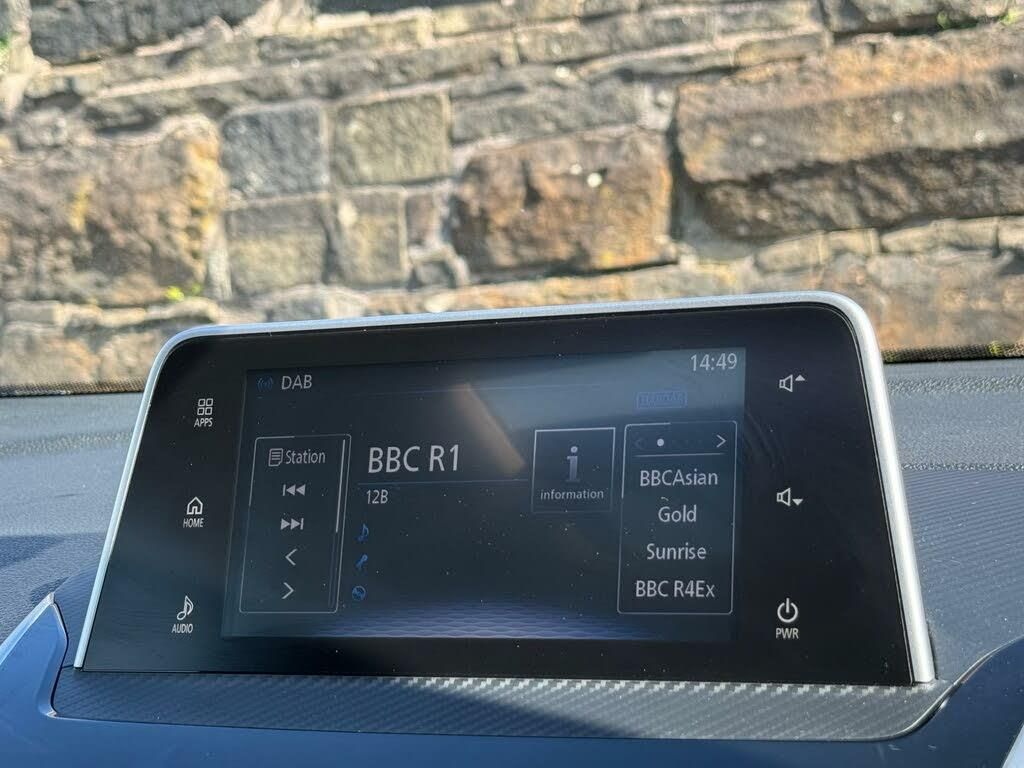 DAB
14:49
APPS
HOME
AUDIO
Station
BBC R1
12B
information
BBCAsian
Gold
Sunrise
BBC R4Ex
PWR